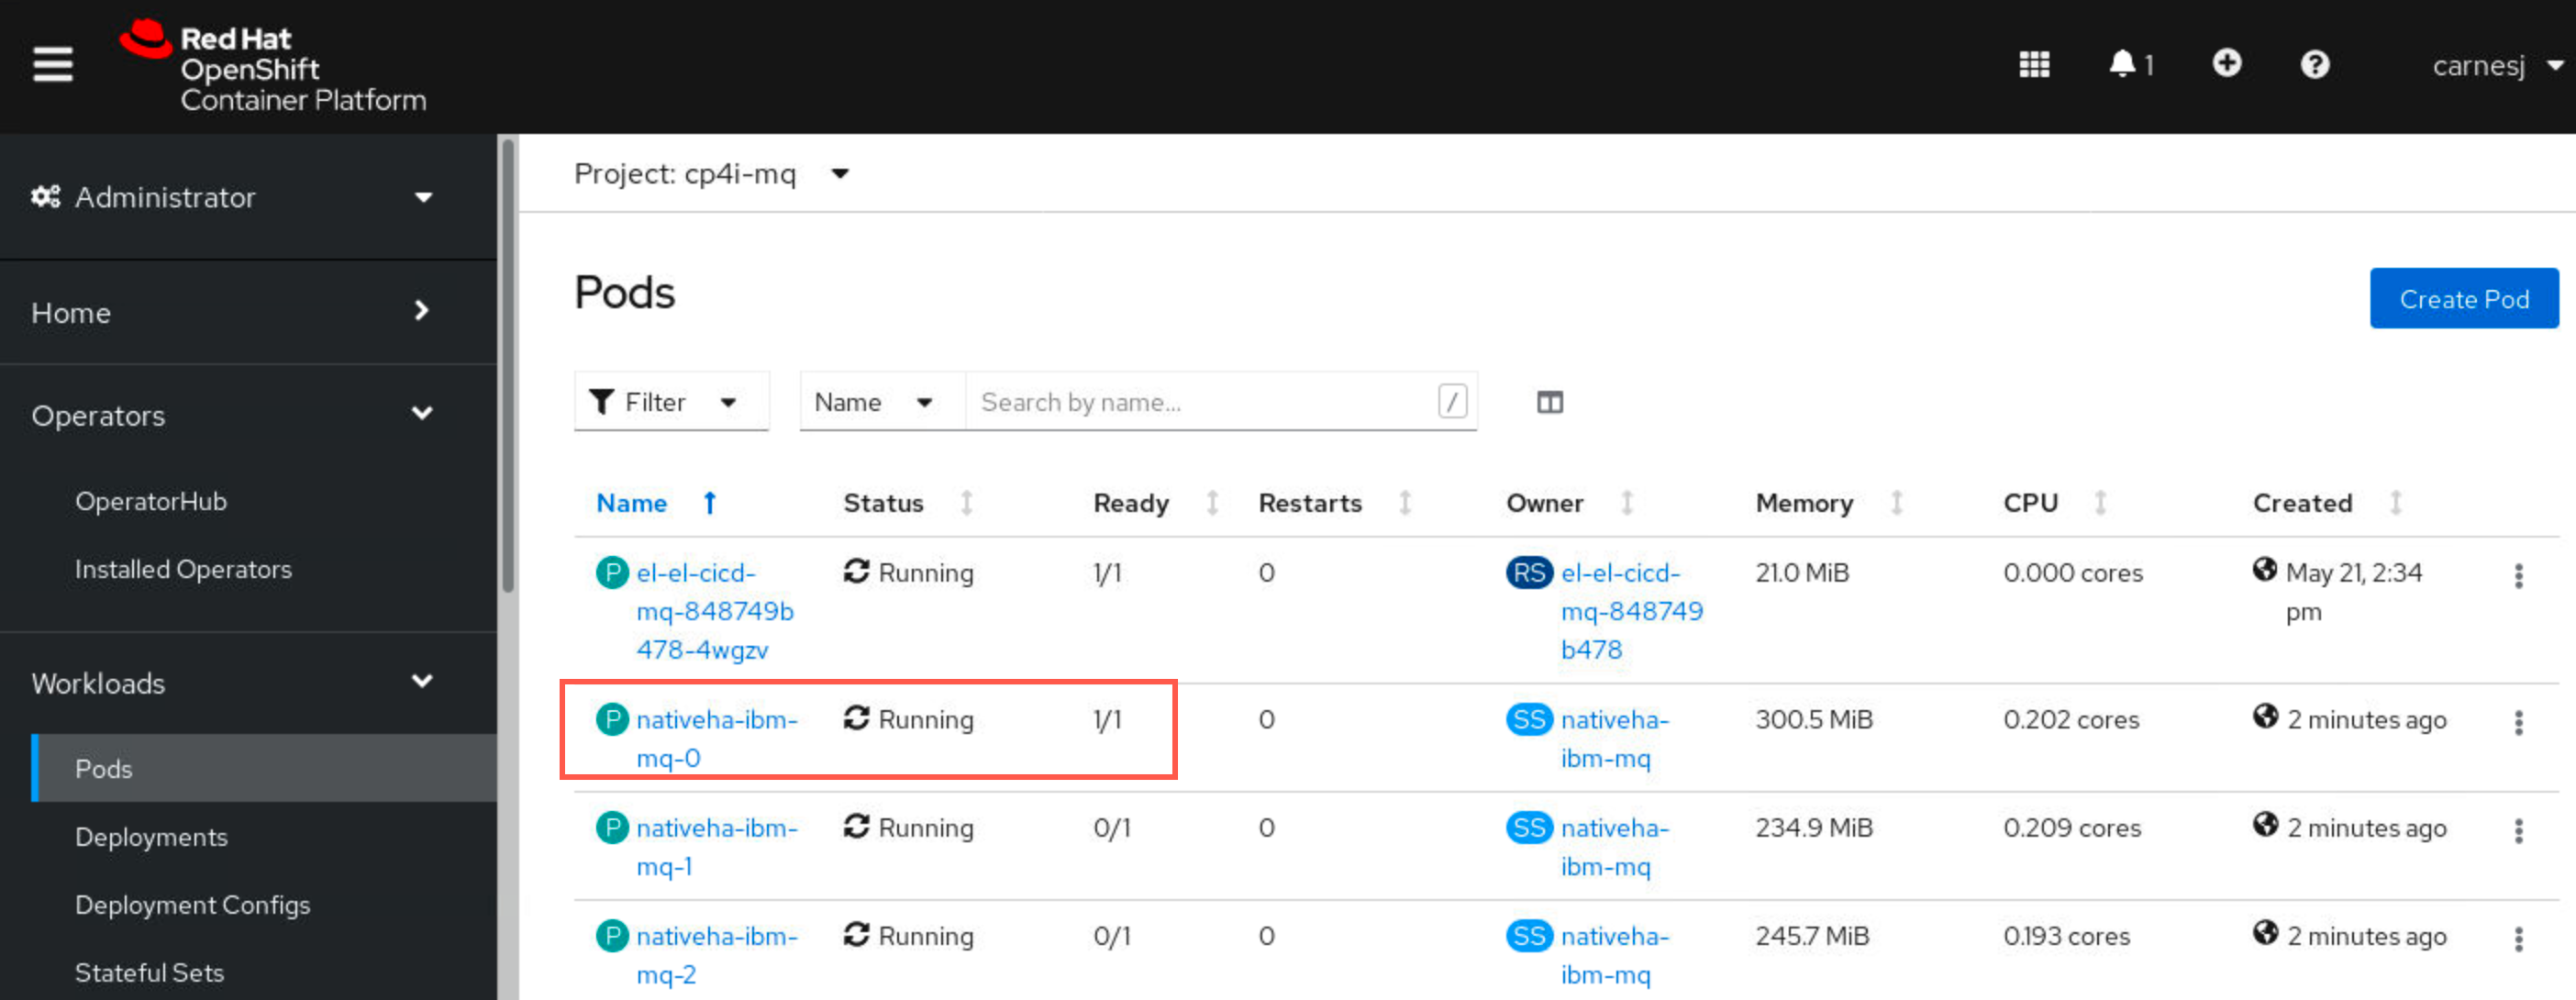 Red Hat
OpenShift
Container Platform
1
carnesj
Administrator
Home
Operators
OperatorHub
Installed Operators
Workloads
Pods
Deployments
Deployment Configs
Stateful Sets
Project: cp4i-mq
Pods
Create Pod
Filter
Name
Search by name...
/
Name Status Ready Restarts Owner Memory CPU Created
P el-el-cicd- Running 1/1 0 RS el-el-cicd- 21.0 MiB 0.000 cores May 21, 2:34
mq-848749b mq-848749 pm
478-4wgzv b478
P nativeha-ibm- Running 1/1 0 SS nativeha- 300.5 MiB 0.202 cores 2 minutes ago
mq-0 ibm-mq
P nativeha-ibm- Running 0/1 0 SS nativeha- 234.9 MiB 0.209 cores 2 minutes ago
mq-1 ibm-mq
P nativeha-ibm- Running 0/1 0 SS nativeha- 245.7 MiB 0.193 cores 2 minutes ago
mq-2 ibm-mq